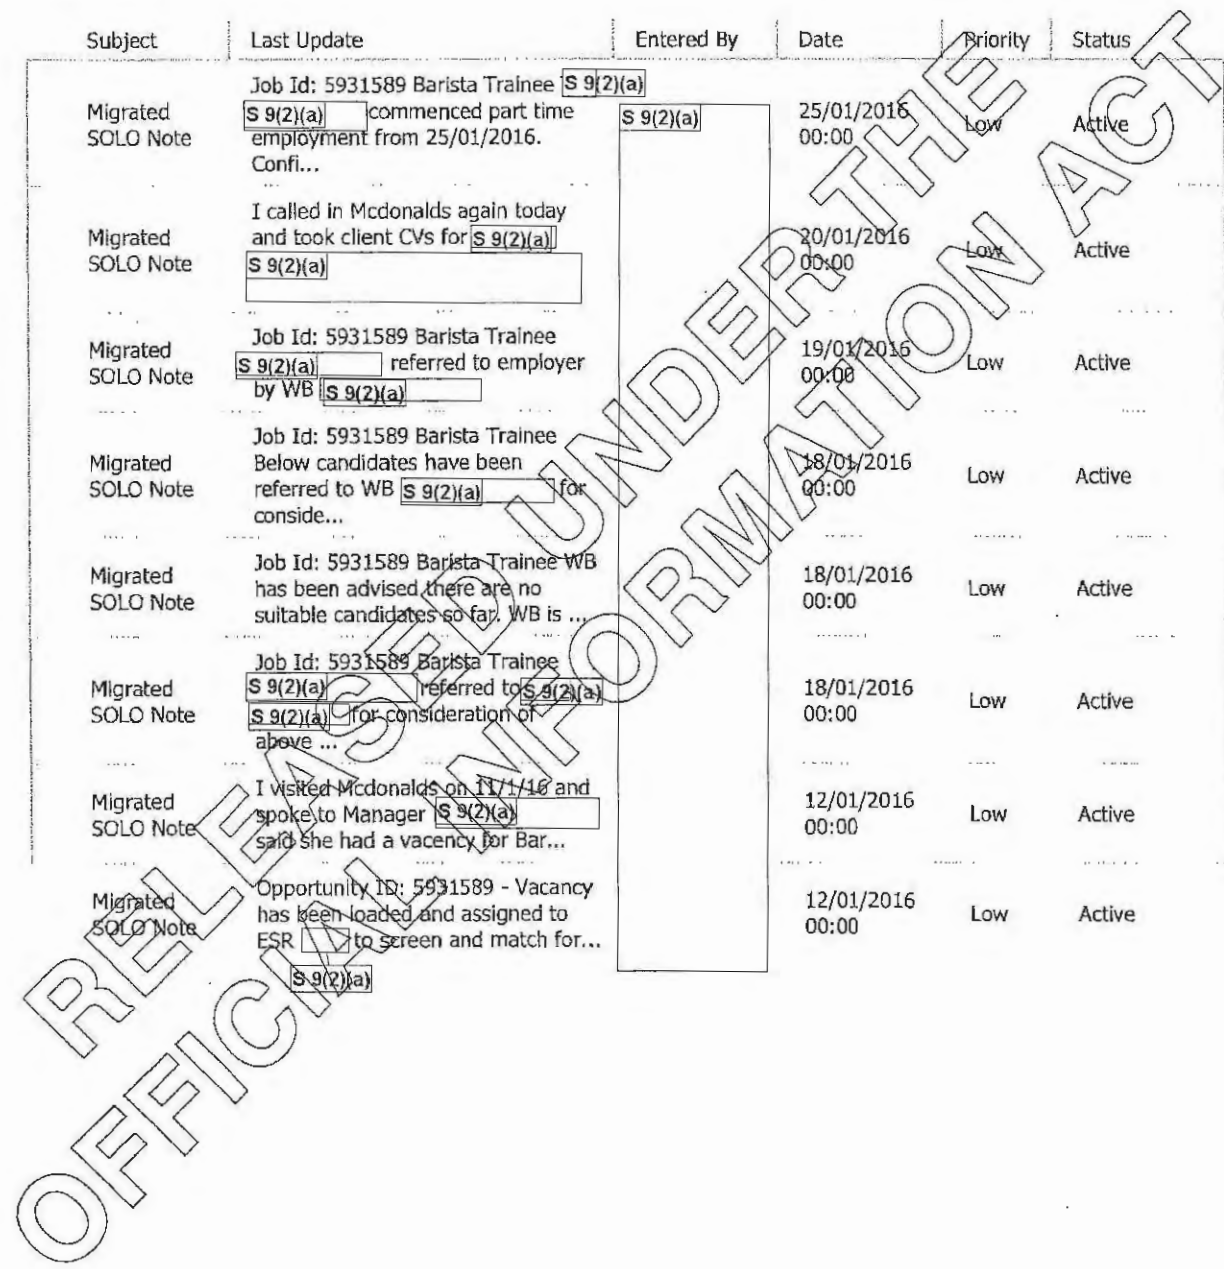 Subject Last Update Entered By Date Priority Status
Job Id: 5931589 Barista Trainee S 9(2)(a)
Migrated S 9(2)(a) commenced part time S 9(2)(a) 25/01/2016 Low Active
SOLO Note employment from 25/01/2016. 00:00
Confi...
I called in Mcdonalds again today
Migrated and took client CVs for S 9(2)(a) 20/01/2016 Low Active
SOLO Note S 9(2)(a) 00:00
Job Id: 5931589 Barista Trainee
Migrated S 9(2)(a) referred to employer 19/01/2016 Low Active
SOLO Note by WB S 9(2)(a) 00:00
Job Id: 5931589 Barista Trainee
Migrated Below candidates have been 18/01/2016 Low Active
SOLO Note referred to WB S 9(2)(a) for 00:00
conside...
Job Id: 5931589 Barista Trainee WB
Migrated has been advised there are no 18/01/2016 Low Active
SOLO Note suitable candidates so far. WB is ... 00:00
Job Id: 5931589 Barista Trainee
Migrated S 9(2)(a) referred to S 9(2)(a) 18/01/2016 Low Active
SOLO Note S 9(2)(a) for consideration of 00:00
above ...
I visited Mcdonalds on 11/1/16 and
Migrated spoke to Manager S 9(2)(a) 12/01/2016 Low Active
SOLO Note said she had a vacency for Bar... 00:00
Opportunity ID: 5931589 - Vacancy
Migrated has been loaded and assigned to 12/01/2016 Low Active
SOLO Note ESR to screen and match for... 00:00
S 9(2)(a)
RELEASED UNDER THE
OFFICIAL INFORMATION ACT